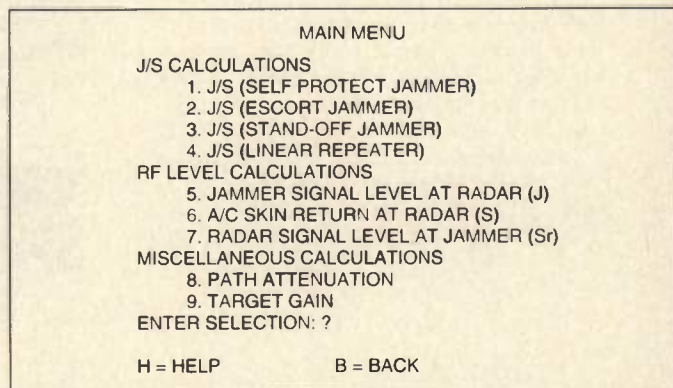 MAIN MENU
J/S CALCULATIONS
1. J/S (SELF PROTECT JAMMER)
2. J/S (ESCORT JAMMER)
3. J/S (STAND-OFF JAMMER)
4. J/S (LINEAR REPEATER)
RF LEVEL CALCULATIONS
5. JAMMER SIGNAL LEVEL AT RADAR (J)
6. A/C SKIN RETURN AT RADAR (S)
7. RADAR SIGNAL LEVEL AT JAMMER (Sr)
MISCELLANEOUS CALCULATIONS
8. PATH ATTENUATION
9. TARGET GAIN
ENTER SELECTION: ?
H = HELP B = BACK